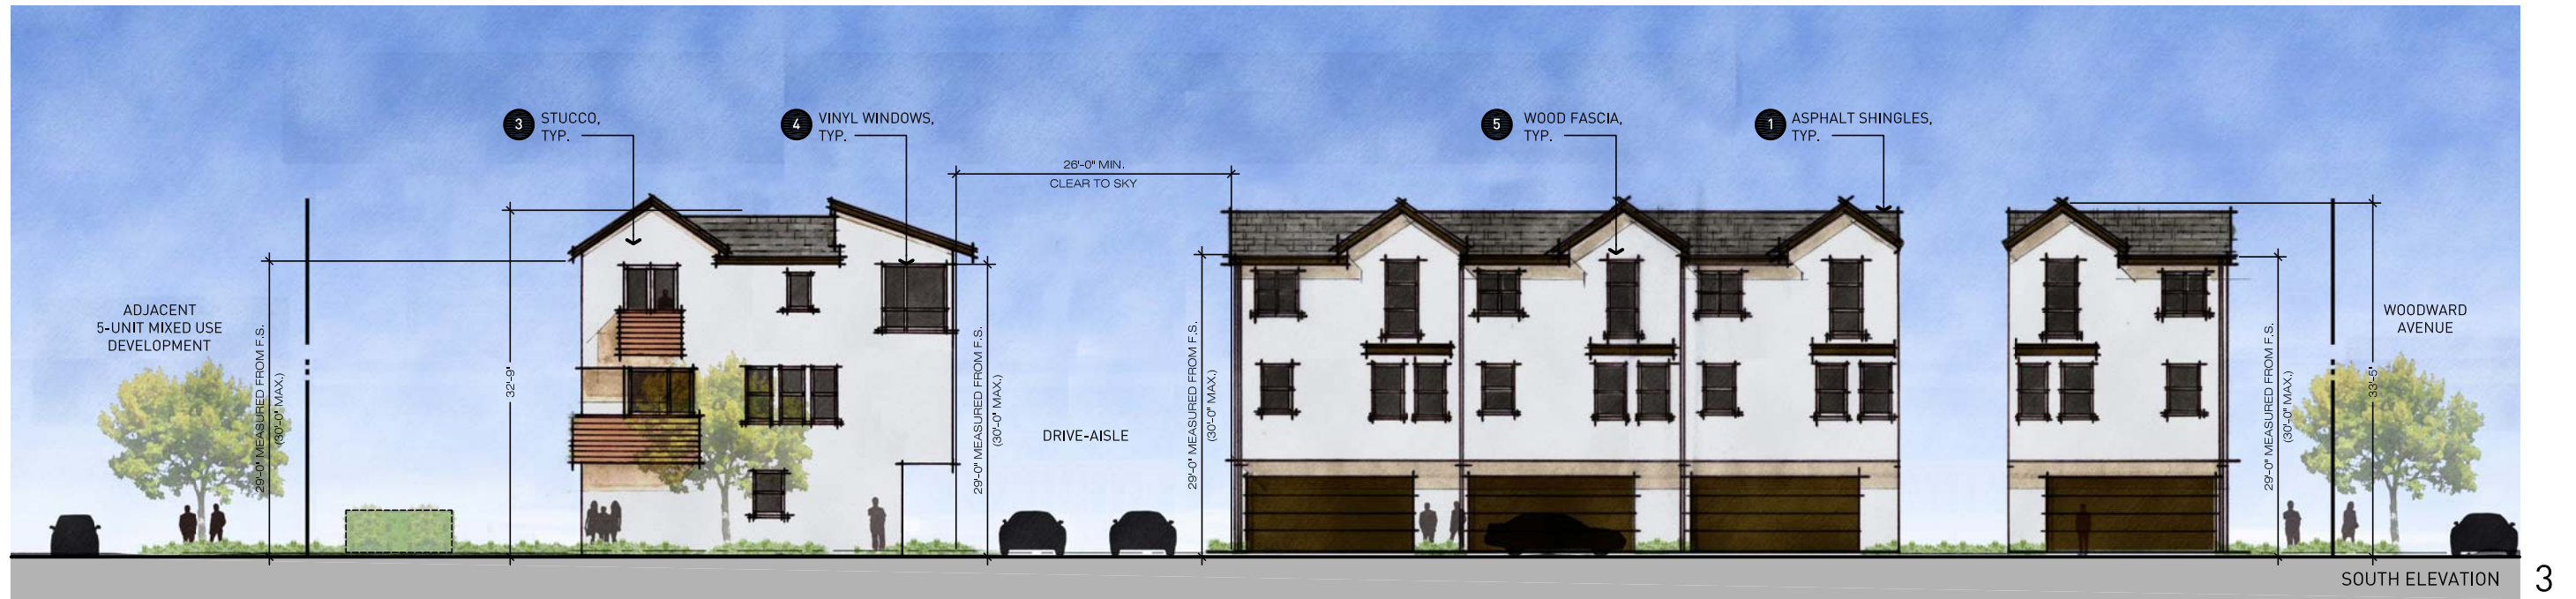 3
STUCCO,
TYP.
4
VINYL WINDOWS,
TYP.
5
WOOD FASCIA,
TYP.
1
ASPHALT SHINGLES,
TYP.
26'-0" MIN.
CLEAR TO SKY
ADJACENT
5-UNIT MIXED USE
DEVELOPMENT
29'-0" MEASURED FROM F.S.
(30'-0" MAX.)
32'-9"
29'-0" MEASURED FROM F.S.
(30'-0" MAX.)
DRIVE-AISLE
29'-0" MEASURED FROM F.S.
(30'-0" MAX.)
29'-0" MEASURED FROM F.S.
(30'-0" MAX.)
33'-5"
WOODWARD
AVENUE
SOUTH ELEVATION
3